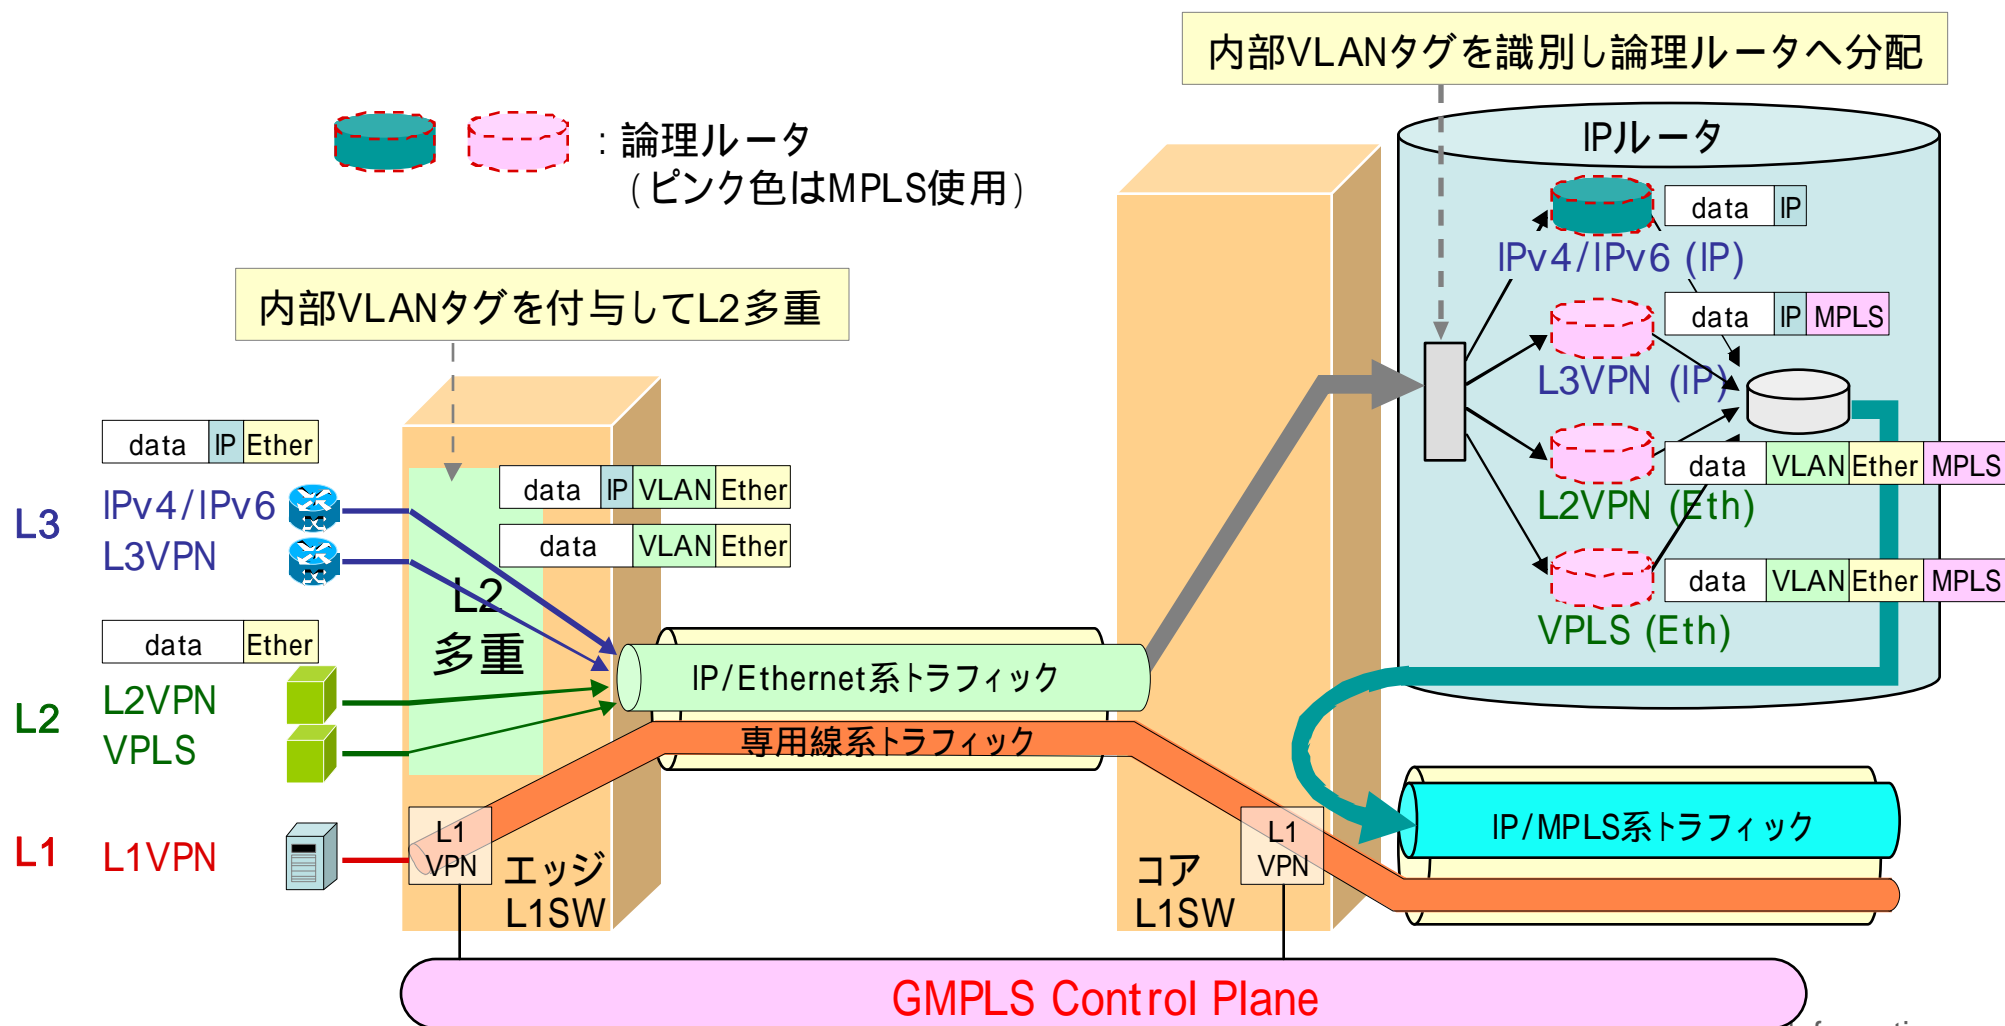 内部VLANタグを識別し論理ルータへ分配
: 論理ルータ
(ピンク色はMPLS使用)
IPルータ
data IP
IPv4/IPv6 (IP)
内部VLANタグを付与してL2多重
data IP MPLS
L3VPN (IP)
data IP Ether
L3
IPv4/IPv6
L3VPN
data IP VLAN Ether
data VLAN Ether
L2
多重
data VLAN Ether MPLS
L2VPN (Eth)
data VLAN Ether MPLS
VPLS (Eth)
data Ether
L2
L2VPN
VPLS
IP/Ethernet系トラフィック
専用線系トラフィック
L1
L1VPN
L1
VPN
エッジ
L1SW
コア
L1SW
L1
VPN
IP/MPLS系トラフィック
GMPLS Control Plane